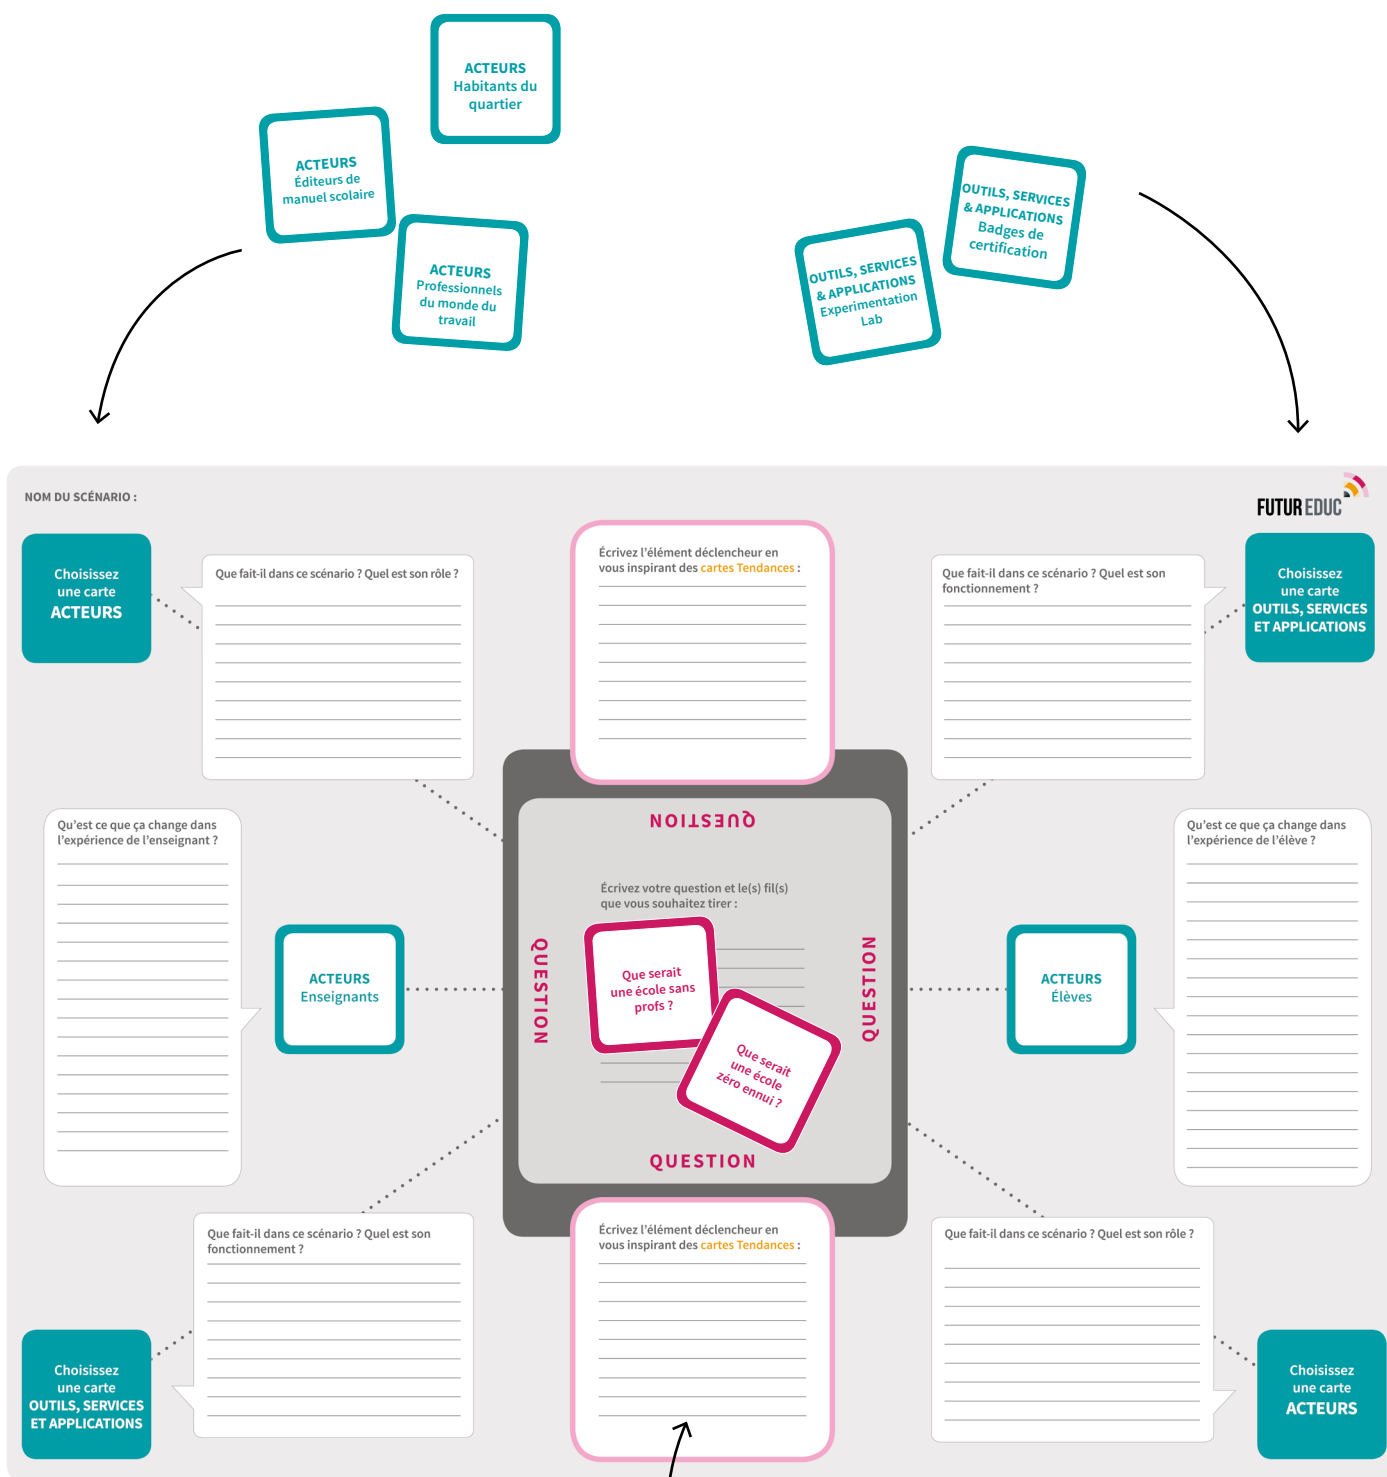 ACTEURS
Habitants du
quartier
ACTEURS
Éditeurs de
manuel scolaire
ACTEURS
Professionnels
du monde du
travail
OUTILS, SERVICES
& APPLICATIONS
Badges de
certification
OUTILS, SERVICES
& APPLICATIONS
Experimentation
Lab
NOM DU SCÉNARIO :
FUTUR EDUC
Choisissez
une carte
ACTEURS
Que fait-il dans ce scénario ? Quel est son rôle ?
Écrivez l'élément déclencheur en
vous inspirant des cartes Tendances :
Que fait-il dans ce scénario ? Quel est son
fonctionnement ?
Choisissez
une carte
OUTILS, SERVICES
ET APPLICATIONS
Qu'est ce que ça change dans
l'expérience de l'enseignant ?
ACTEURS
Enseignants
QUESTION
Écrivez votre question et le(s) fil(s)
que vous souhaitez tirer :
QUESTION
Que serait
une école sans
profs ?
Que serait
une école
zéro ennui ?
QUESTION
QUESTION
ACTEURS
Élèves
Qu'est ce que ça change dans
l'expérience de l'élève ?
Que fait-il dans ce scénario ? Quel est son
fonctionnement ?
Choisissez
une carte
OUTILS, SERVICES
ET APPLICATIONS
Écrivez l'élément déclencheur en
vous inspirant des cartes Tendances :
Que fait-il dans ce scénario ? Quel est son rôle ?
Choisissez
une carte
ACTEURS